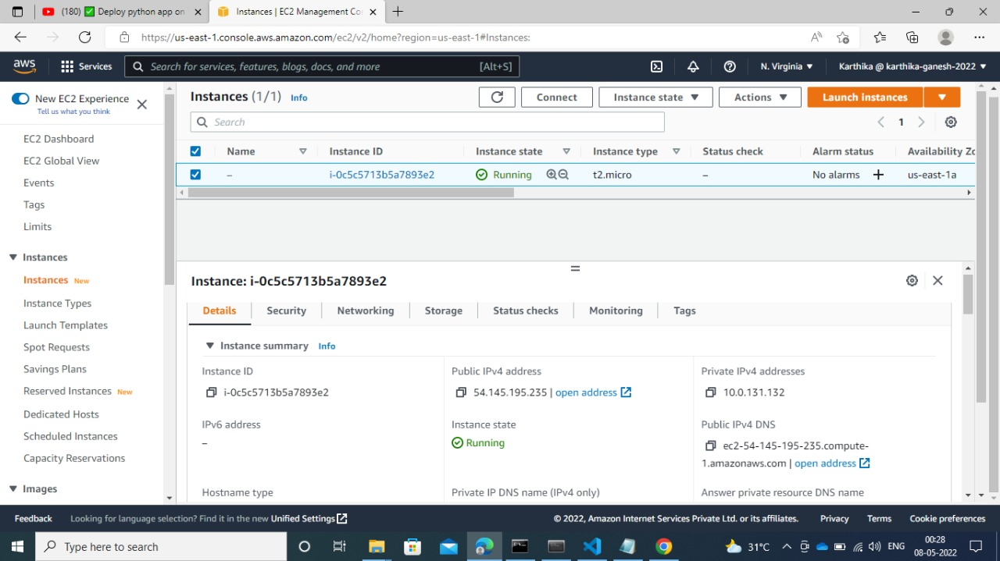 (180) ✅ Deploy python app on
Instances | EC2 Management Co
https://us-east-1.console.aws.amazon.com/ec2/v2/home?region=us-east-1#Instances:
aws
Services
Search for services, features, blogs, docs, and more
[Alt+S]
N. Virginia
Karthika @ karthika-ganesh-2022
New EC2 Experience
Tell us what you think
EC2 Dashboard
EC2 Global View
Events
Tags
Limits
Instances
Instances New
Instance Types
Launch Templates
Spot Requests
Savings Plans
Reserved Instances New
Dedicated Hosts
Scheduled Instances
Capacity Reservations
Images
Instances (1/1) Info
Connect
Instance state
Actions
Launch instances
Search
1
Name Instance ID Instance state Instance type Status check Alarm status Availability Zo
– i-0c5c5713b5a7893e2 Running t2.micro – No alarms + us-east-1a
Instance: i-0c5c5713b5a7893e2
Details Security Networking Storage Status checks Monitoring Tags
Instance summary Info
Instance ID
i-0c5c5713b5a7893e2
Public IPv4 address
54.145.195.235 | open address
Private IPv4 addresses
10.0.131.132
IPv6 address
–
Instance state
Running
Public IPv4 DNS
ec2-54-145-195-235.compute-
1.amazonaws.com | open address
Hostname type
Private IP DNS name (IPv4 only)
Answer private resource DNS name
Feedback
Looking for language selection? Find it in the new Unified Settings
© 2022, Amazon Internet Services Private Ltd. or its affiliates.
Privacy
Terms
Cookie preferences
Type here to search
31°C
ENG
00:28
08-05-2022